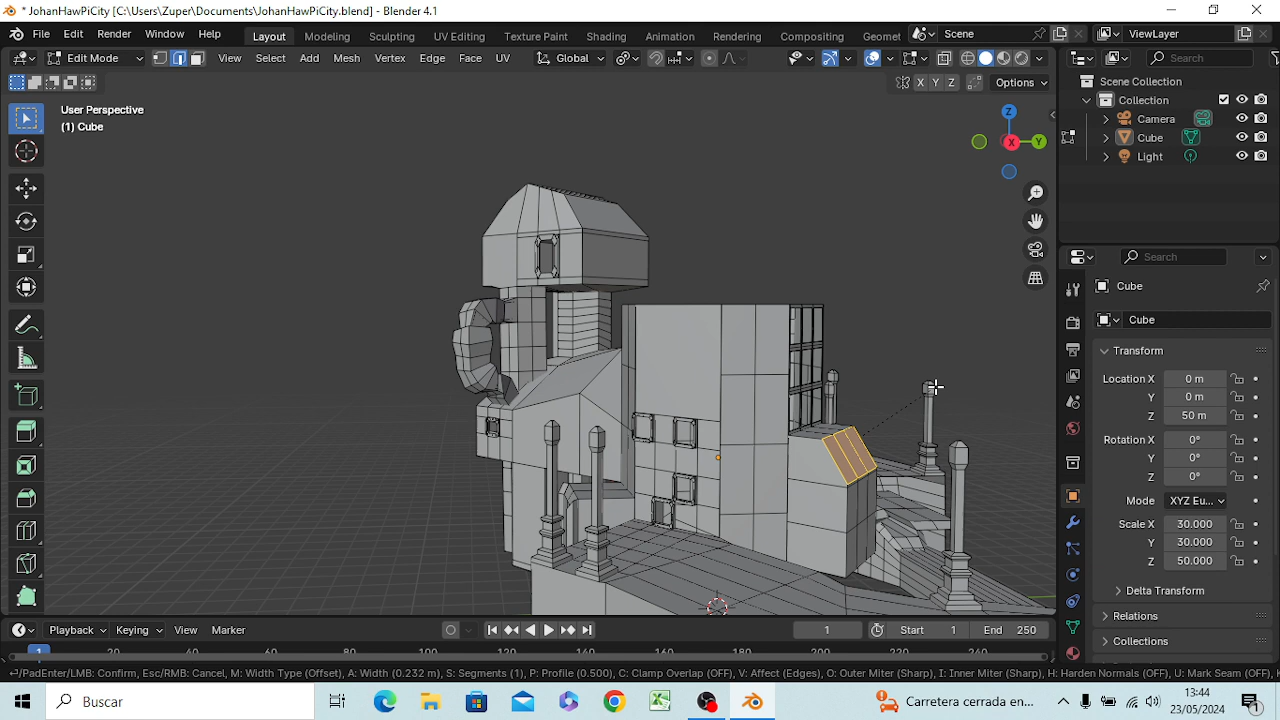 * JohanHawPiCity [C:\Users\Zuper\Documents\JohanHawPiCity.blend] - Blender 4.1
File Edit Render Window Help Layout Modeling Sculpting UV Editing Texture Paint Shading Animation Rendering Compositing Geomet Scene ViewLayer
Edit Mode View Select Add Mesh Vertex Edge Face UV Global Search
X Y Z Options
Scene Collection
Collection
Camera
Cube
Light
User Perspective
(1) Cube
Z
X
Y
Search
Cube
Cube
Transform
Location X 0 m
Y 0 m
Z 50 m
Rotation X 0°
Y 0°
Z 0°
Mode XYZ Eu...
Scale X 30.000
Y 30.000
Z 50.000
Delta Transform
Relations
Collections
Playback Keying View Marker 1 Start 1 End 250
1 20 100 120 140 160 180 200 220 240
/PadEnter/LMB: Confirm, Esc/RMB: Cancel, M: Width Type (Offset), A: Width (0.232 m), S: Segments (1), P: Profile (0.500), C: Clamp Overlap (OFF), V: Affect (Edges), O: Outer Miter (Sharp), I: Inner Miter (Sharp), H: Harden Normals (OFF), U: Mark Seam (OFF),
Buscar
Carretera cerrada en...
13:44
23/05/2024
1